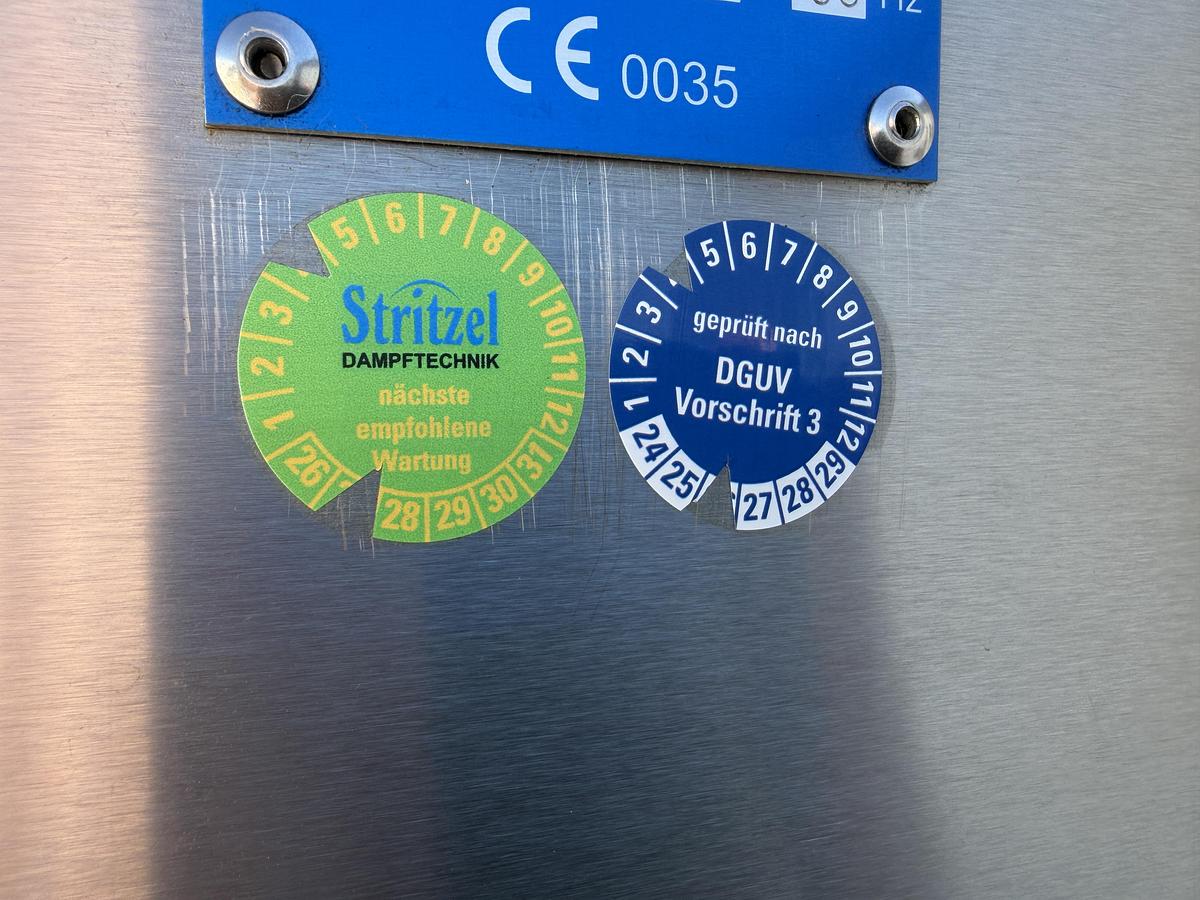 CE 0035
5 6 7 8 9 10 11 12
Stritzel
DAMPFTECHNIK
nächste
empfohlene
Wartung
1 2 3
26 28 29 30 31
5 6 7 8 9 10 11 12
geprüft nach
DGUV
Vorschrift 3
1 2 3
24 25 27 28 29